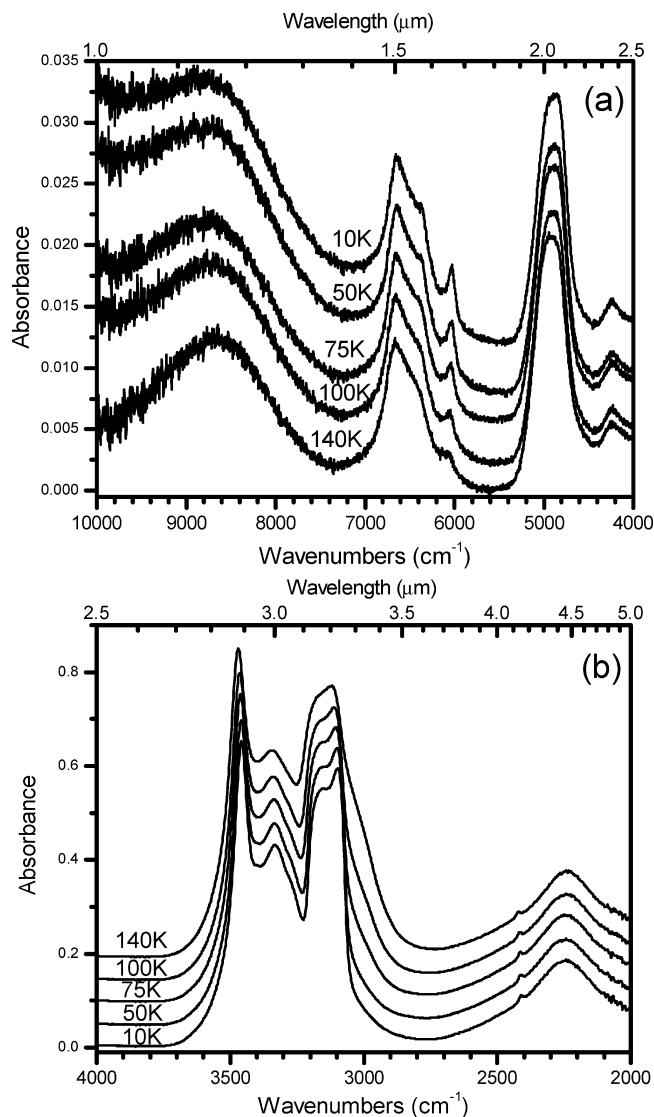 Wavelength (μm)
1.0 1.5 2.0 2.5
(a)
0.035
0.030
0.025
0.020
0.015
0.010
0.005
0.000
Absorbance
10K
50K
75K
100K
140K
10000 9000 8000 7000 6000 5000 4000
Wavenumbers (cm⁻¹)
Wavelength (μm)
2.5 3.0 3.5 4.0 4.5 5.0
(b)
0.8
0.6
0.4
0.2
0.0
Absorbance
140K
100K
75K
50K
10K
4000 3500 3000 2500 2000
Wavenumbers (cm⁻¹)